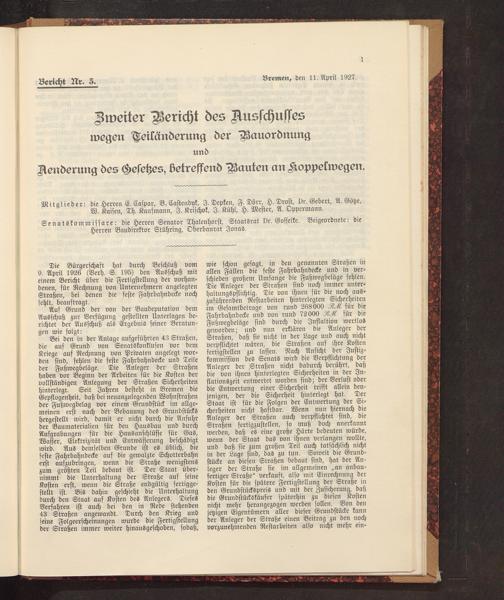 1
Bericht Nr. 5.
Bremen, den 11. April 1927.
Zweiter Bericht des Ausschusses
wegen Teiländerung der Bauordnung
und
Aenderung des Gesetzes, betreffend Bauten an Koppelwegen.
Mitglieder: die Herren E. Caspar, B. Castendyk, J. Depken, F. Dürr, H. Drost, Dr. Gebert, A. Götze,
W. Kaisen, Th. Kaufmann, J. Krischok, J. Kühl, H. Mester, A. Oppermann.
Senatskommissare: die Herren Senator Thalenhorst, Staatsrat Dr. Goffelke. Beigeordnete: die
Herren Baudirektor Stühring, Oberbaurat Jonas.
Die Bürgerschaft hat durch Beschluß vom
9. April 1926 (Verh. S. 195) den Ausschuß mit
einem Bericht über die Fertigstellung der vorhan-
denen, für Rechnung von Unternehmern angelegten
Straßen, bei denen die feste Fahrbahndecke noch
fehlt, beauftragt.
Auf Grund der von der Baudeputation dem
Ausschuß zur Verfügung gestellten Unterlagen be-
richtet der Ausschuß als Ergebnis seiner Beratun-
gen wie folgt:
Bei den in der Anlage aufgeführten 43 Straßen,
die auf Grund von Senatskonklusen vor dem
Kriege auf Rechnung von Privaten angelegt wor-
den sind, fehlen die feste Fahrbahndecke und Teile
der Fußwegbeläge. Die Anleger der Straßen
haben vor Beginn der Arbeiten für die Kosten der
vollständigen Anlegung der Straßen Sicherheiten
hinterlegt. Seit Jahren besteht in Bremen die
Gepflogenheit, daß bei neuanzulegenden Wohnstraßen
der Fußwegbelag vor einem Grundstück im allge-
meinen erst nach der Bebauung des Grundstücks
hergestellt wird, damit er nicht durch die Anfuhr
der Baumaterialien für den Hausbau und durch
Aufgrabungen für die Hausanschlüsse für Gas,
Wasser, Elektrizität und Entwässerung beschädigt
wird. Aus denselben Gründen ist es üblich, die
feste Fahrbahndecke auf die gewalzte Schotterbahn
erst aufzubringen, wenn die Straße wenigstens
zum größten Teil bebaut ist. Der Staat über-
nimmt die Unterhaltung der Straße auf seine
Kosten erst, wenn die Straße endgültig fertigge-
stellt ist. Bis dahin geschieht die Unterhaltung
durch den Staat auf Kosten des Anlegers. Dieses
Verfahren ist auch bei den in Rede stehenden
43 Straßen angewandt. Durch den Krieg und
seine Folgeerscheinungen wurde die Fertigstellung
der Straßen immer weiter hinausgeschoben, sodaß,
wie schon gesagt, in den genannten Straßen in
allen Fällen die feste Fahrbahndecke und in ver-
schieden großem Umfange die Fußwegbeläge fehlen.
Die Anleger der Straßen sind noch immer unter-
haltungspflichtig. Die von ihnen für die noch aus-
zuführenden Restarbeiten hinterlegten Sicherheiten
im Gesamtbetrage von rund 268 000 RM für die
Fahrbahndecke und von rund 72 000 RM für die
Fußwegbeläge sind durch die Inflation wertlos
geworden; und nun erklären die Anleger der
Straßen, daß sie nicht in der Lage und auch nicht
verpflichtet wären, die Straßen auf ihre Kosten
fertigstellen zu lassen. Nach Ansicht der Justiz-
kommission des Senats wird die Verpflichtung der
Anleger der Straßen nicht dadurch berührt, daß
die von ihnen hinterlegten Sicherheiten in der In-
flationszeit entwertet worden sind; der Verlust oder
die Entwertung einer Sicherheit trifft allein den-
jenigen, der die Sicherheit hinterlegt hat. Der
Staat ist für die Folgen der Entwertung der Si-
cherheiten nicht haftbar. Wenn nun hiernach die
Anleger der Straßen auch verpflichtet sind, die
Straßen fertigzustellen, so muß doch anerkannt
werden, daß es eine große Härte bedeuten würde,
wenn der Staat das von ihnen verlangen wollte,
und daß sie zum großen Teil auch tatsächlich nicht
in der Lage sind, das zu tun. Soweit die Grund-
stücke an diesen Straßen bebaut sind, hat der An-
leger der Straße sie im allgemeinen „an anbau-
fertiger Straße“ verkauft, also mit Einrechnung der
Kosten für die spätere Fertigstellung der Straße in
den Grundstückspreis und mit der Zusicherung, daß
die Grundstückskäufer späterhin zu diesen Kosten
nicht mehr herangezogen werden sollen. Von den
jetzigen Eigentümern aller dieser Grundstücke kann
der Anleger der Straße einen Beitrag zu den noch
vorzunehmenden Restarbeiten also nicht mehr ein-